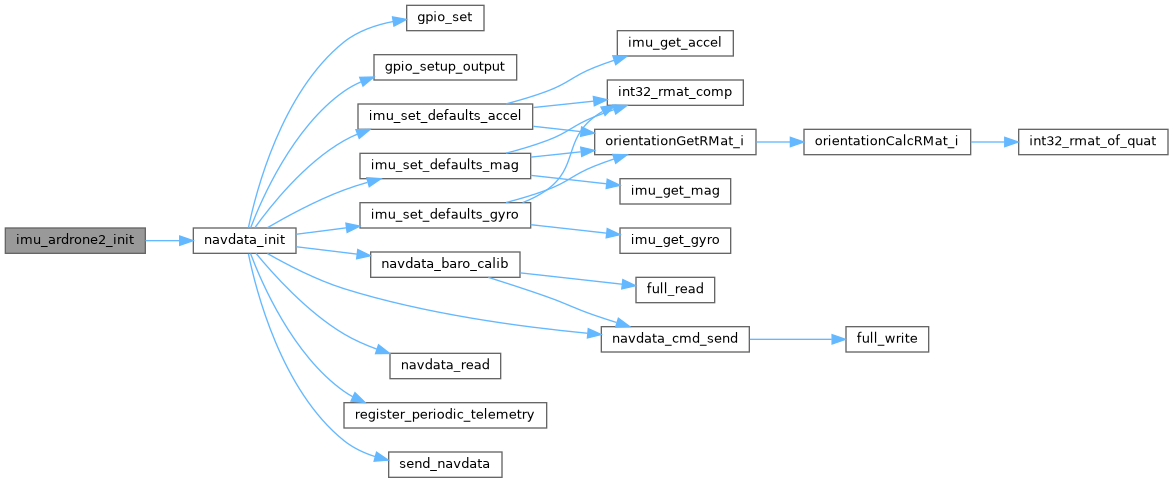 imu_ardrone2_init
navdata_init
gpio_set
gpio_setup_output
imu_set_defaults_accel
imu_set_defaults_mag
imu_set_defaults_gyro
navdata_baro_calib
navdata_read
register_periodic_telemetry
send_navdata
imu_get_accel
int32_rmat_comp
orientationGetRMat_i
imu_get_mag
imu_get_gyro
full_read
navdata_cmd_send
orientationCalcRMat_i
full_write
int32_rmat_of_quat